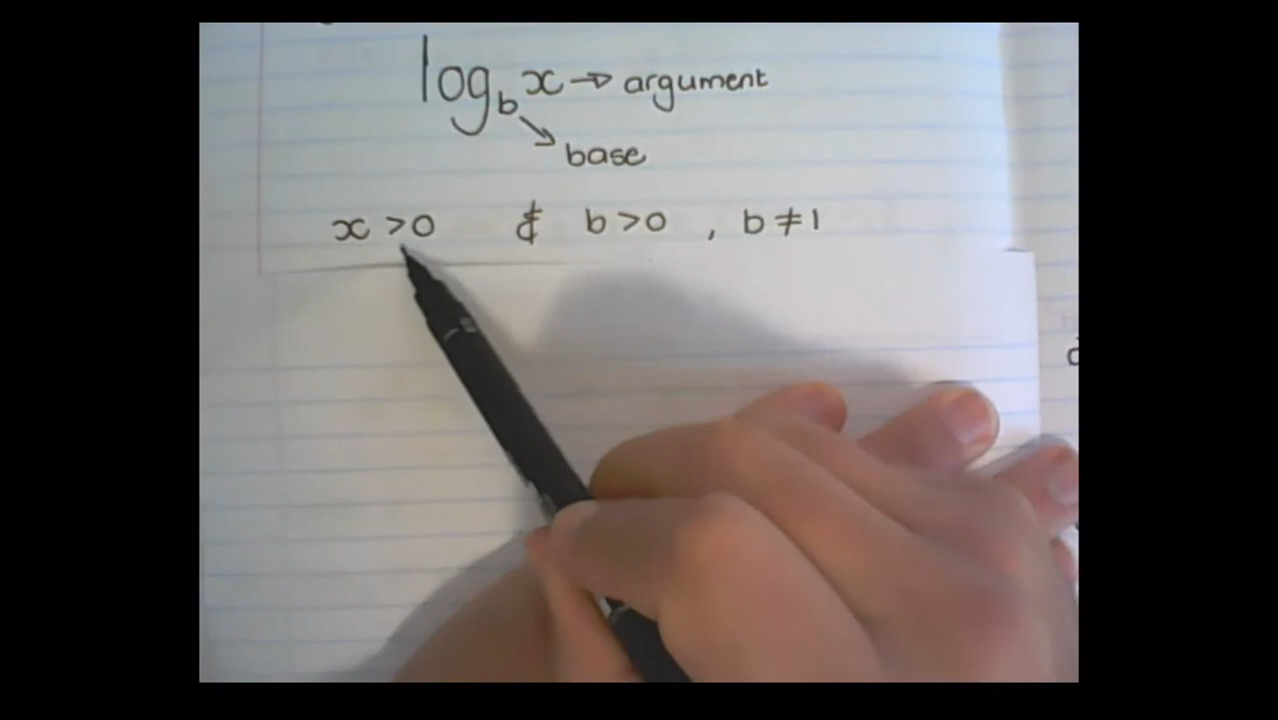 log_b x → argument
base
x > 0 & b > 0 , b ≠ 1